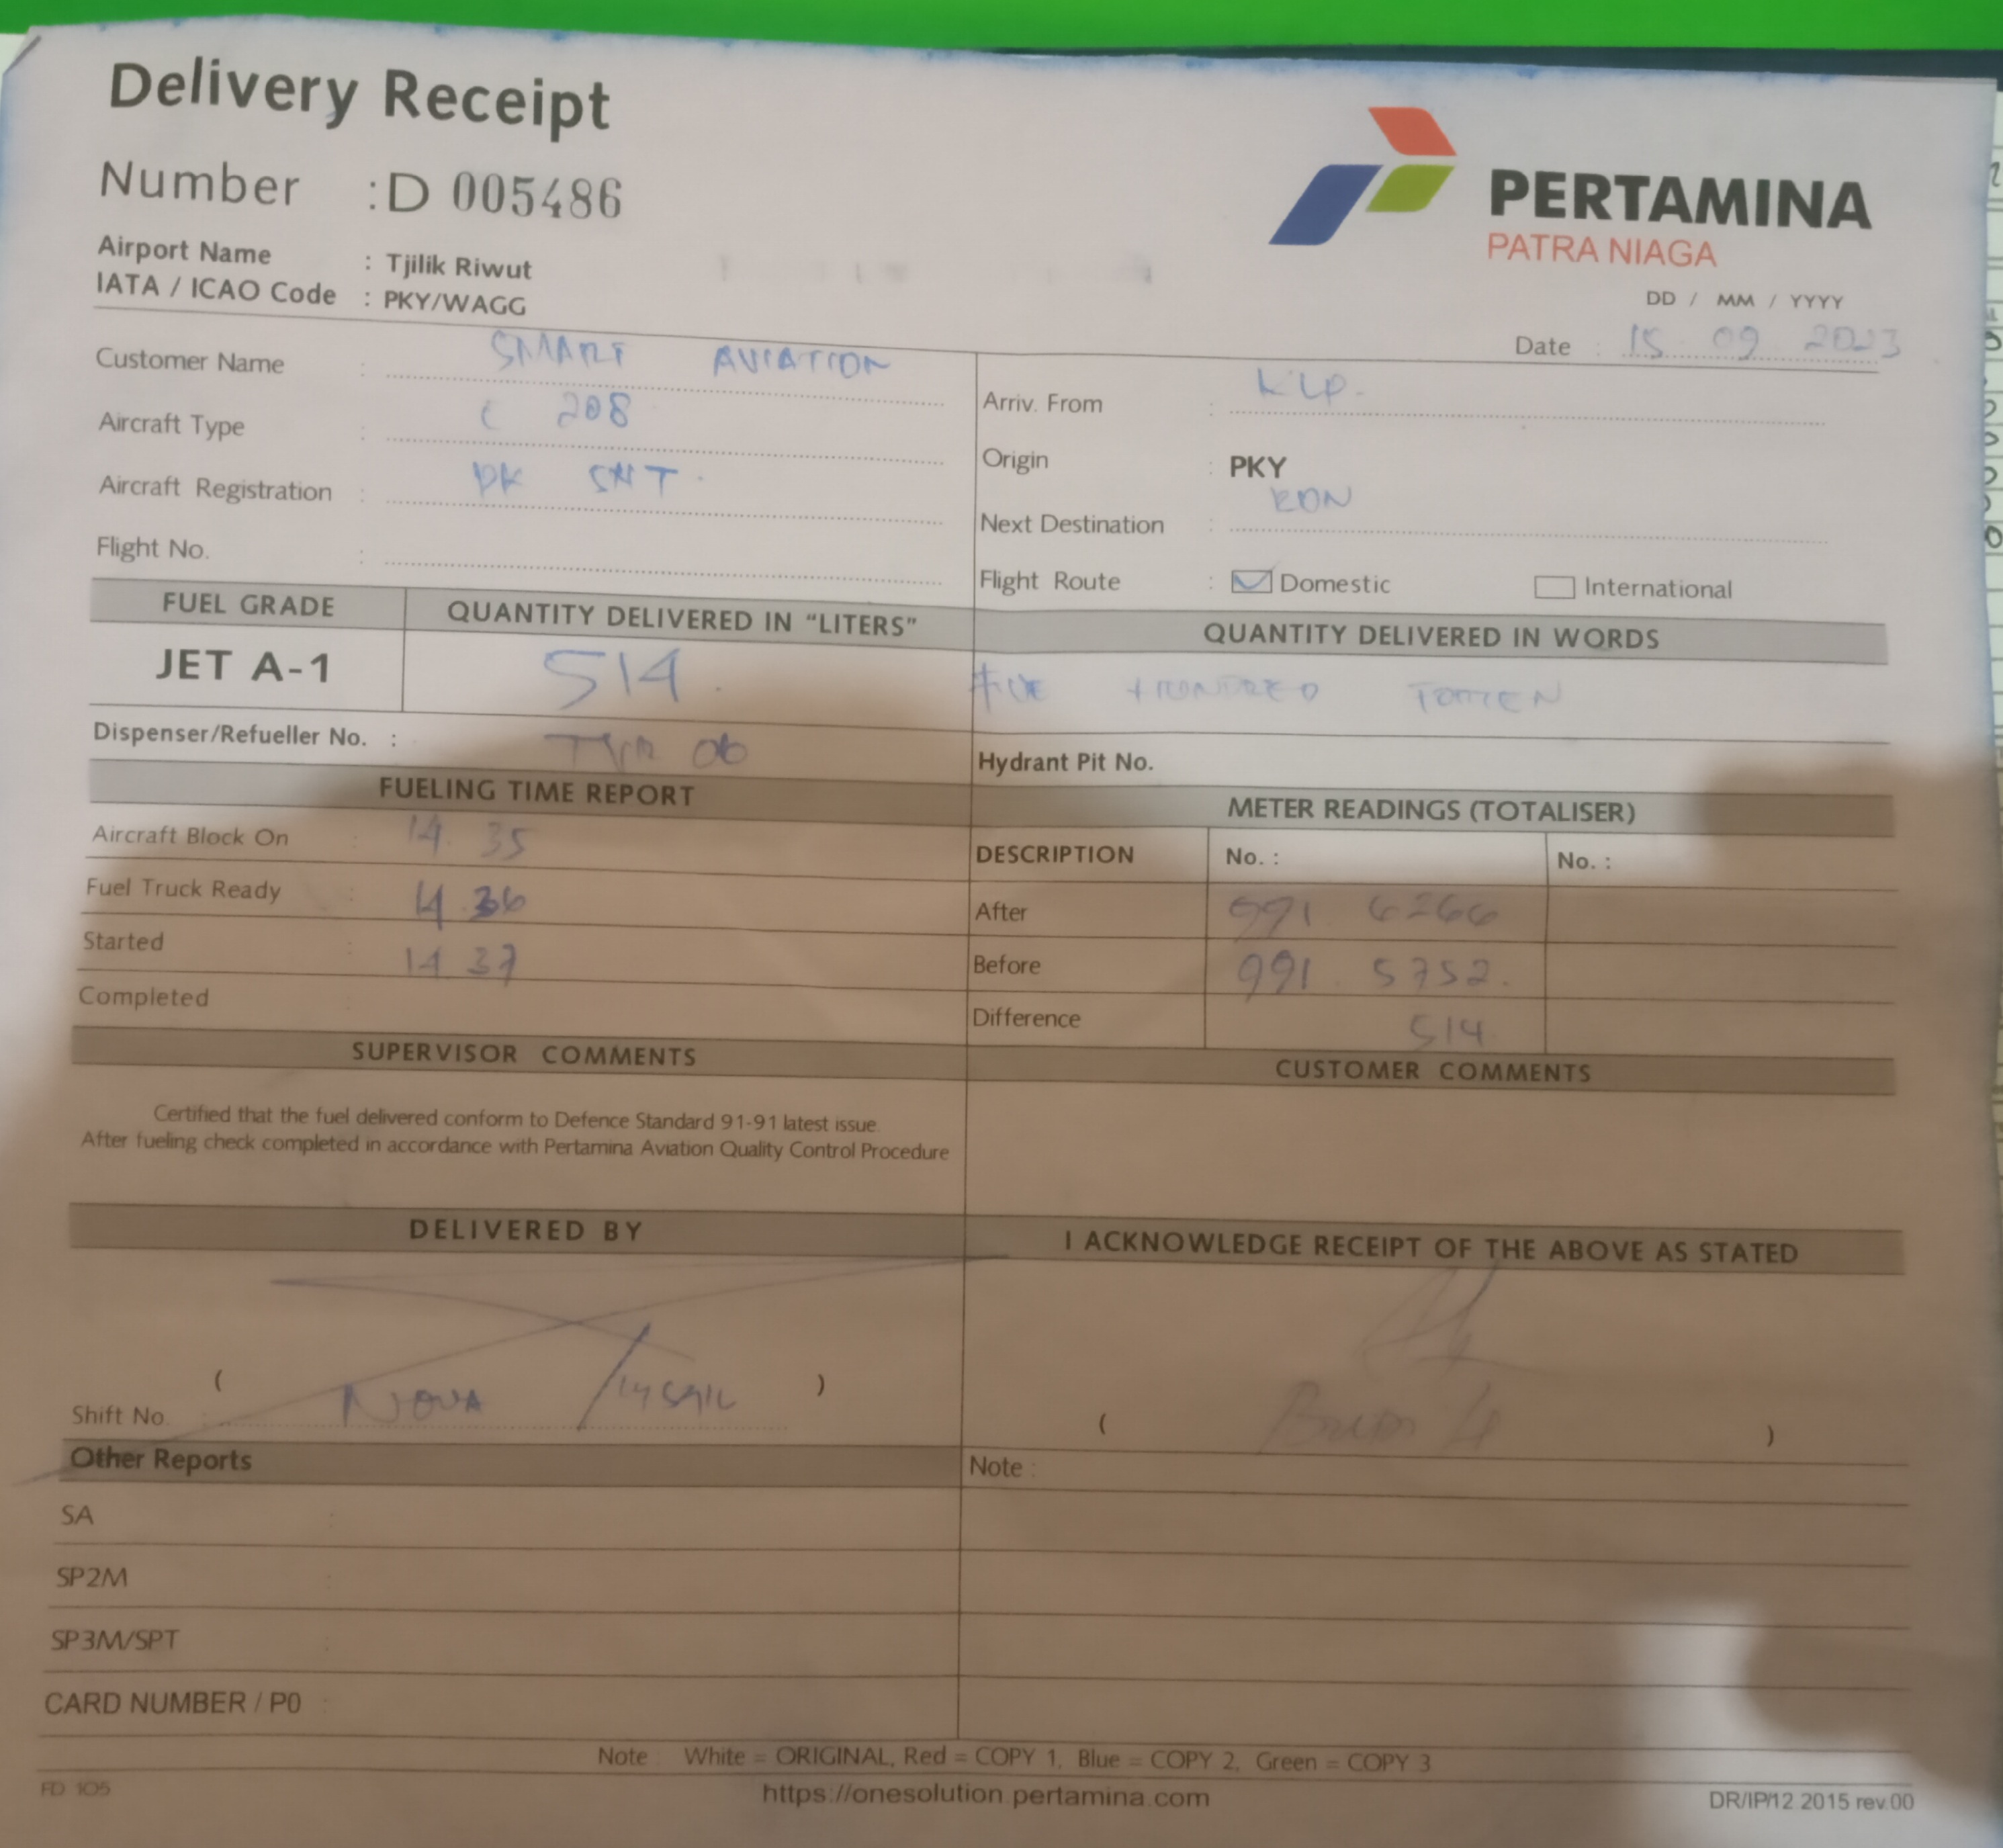 Delivery Receipt
Number : D 005486
PERTAMINA
PATRA NIAGA
Airport Name : Tjilik Riwut
IATA / ICAO Code : PKY/WAGG
DD / MM / YYYY
Date : 15 09 2023
Customer Name : SMART AVIATION
Aircraft Type : C 208
Aircraft Registration : PK SNT
Flight No. :
Arriv. From : KLP.
Origin : PKY
Next Destination :
Flight Route : Domestic International
FUEL GRADE QUANTITY DELIVERED IN "LITERS" QUANTITY DELIVERED IN WORDS
JET A-1 514 HUNDRED
Dispenser/Refueller No. : 06 Hydrant Pit No.
FUELING TIME REPORT
Aircraft Block On : 14. 35
Fuel Truck Ready : 14 36
Started : 14 37
Completed
METER READINGS (TOTALISER)
DESCRIPTION No. : No. :
After 991 6266
Before 991. 5752.
Difference 514
SUPERVISOR COMMENTS
Certified that the fuel delivered conform to Defence Standard 91-91 latest issue.
After fueling check completed in accordance with Pertamina Aviation Quality Control Procedure
CUSTOMER COMMENTS
DELIVERED BY
( )
Shift No. : NOVA /
I ACKNOWLEDGE RECEIPT OF THE ABOVE AS STATED
( )
Other Reports
Note :
SA :
SP2M :
SP3M/SPT :
CARD NUMBER / P0 :
Note : White = ORIGINAL, Red = COPY 1, Blue = COPY 2, Green = COPY 3
FD 105
https://onesolution.pertamina.com
DR/IP/12 2015 rev.00